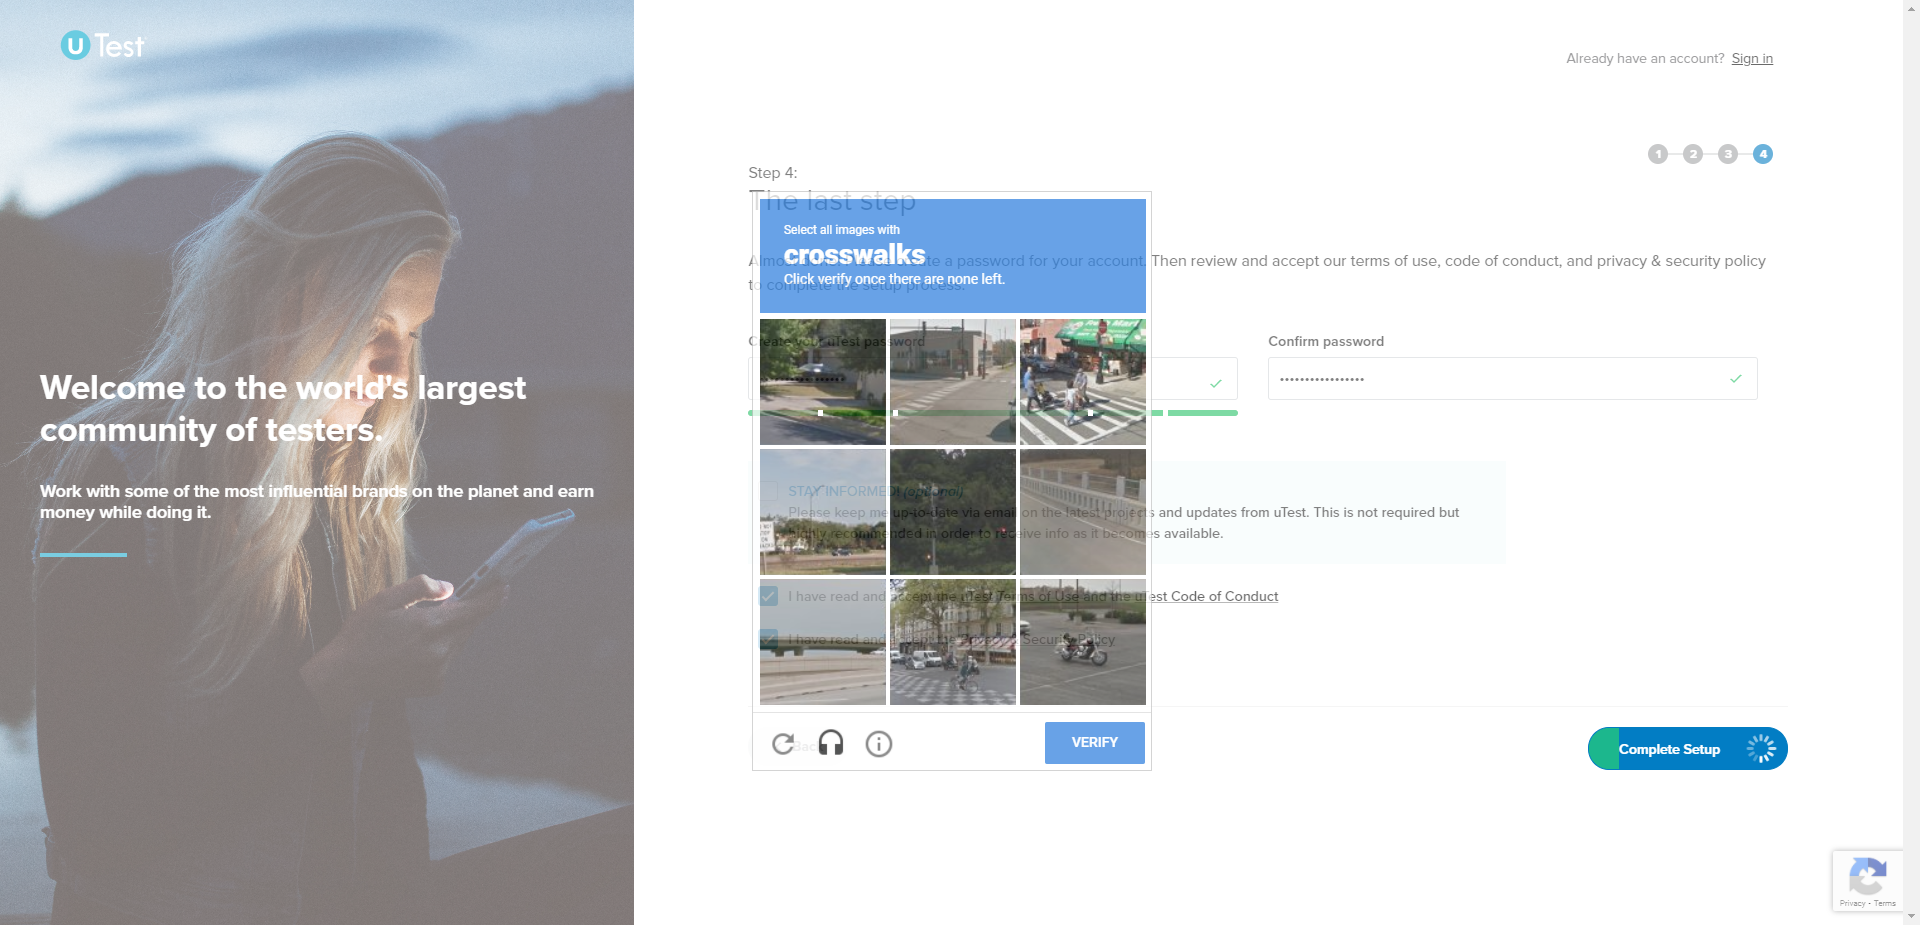 U Test
Already have an account? Sign in
1 2 3 4
Step 4:
The last step
Select all images with
crosswalks
Click verify once there are none left.
a password for your account. Then review and accept our terms of use, code of conduct, and privacy & security policy
to complete the setup process.
Create your uTest password
Confirm password
•••••••••••••••••
Welcome to the world's largest
community of testers.
Work with some of the most influential brands on the planet and earn
money while doing it.
STAY INFORMED! (optional)
Please keep me up-to-date via email on the latest projects and updates from uTest. This is not required but
highly recommended in order to receive info as it becomes available.
I have read and accept the uTest Terms of Use and the uTest Code of Conduct
I have read and accept the Privacy & Security Policy
Back
VERIFY
Complete Setup
Privacy - Terms